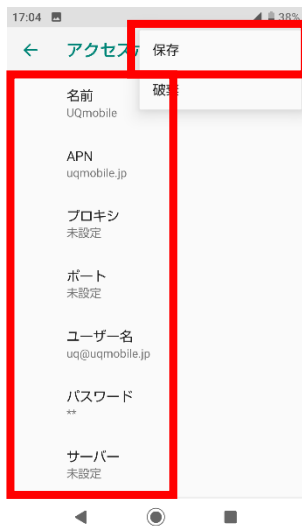 17:04 38%
アクセス
保存
破棄
名前
UQmobile
APN
uqmobile.jp
プロキシ
未設定
ポート
未設定
ユーザー名
uq@uqmobile.jp
パスワード
**
サーバー
未設定